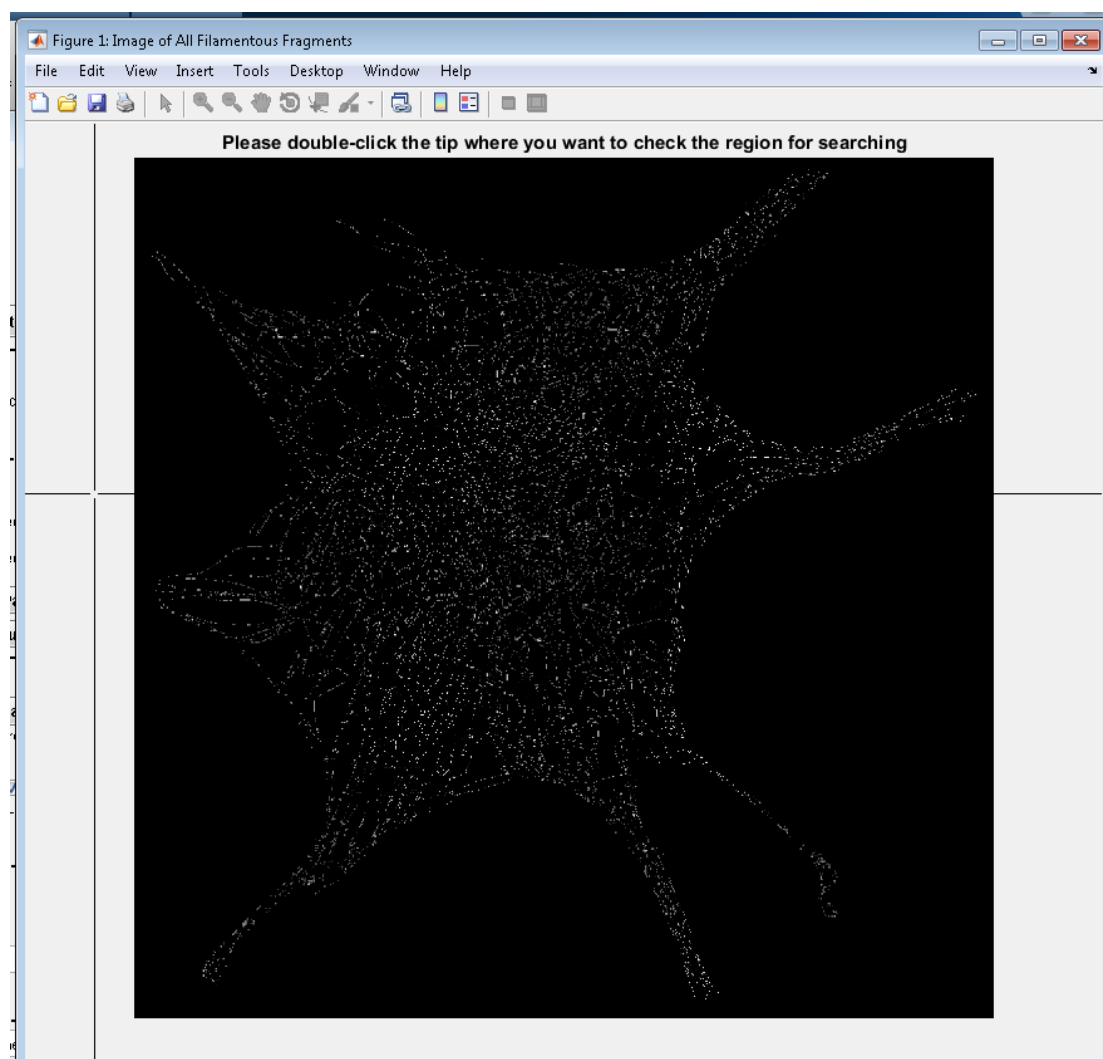 Figure 1: Image of All Filamentous Fragments
File Edit View Insert Tools Desktop Window Help
Please double-click the tip where you want to check the region for searching